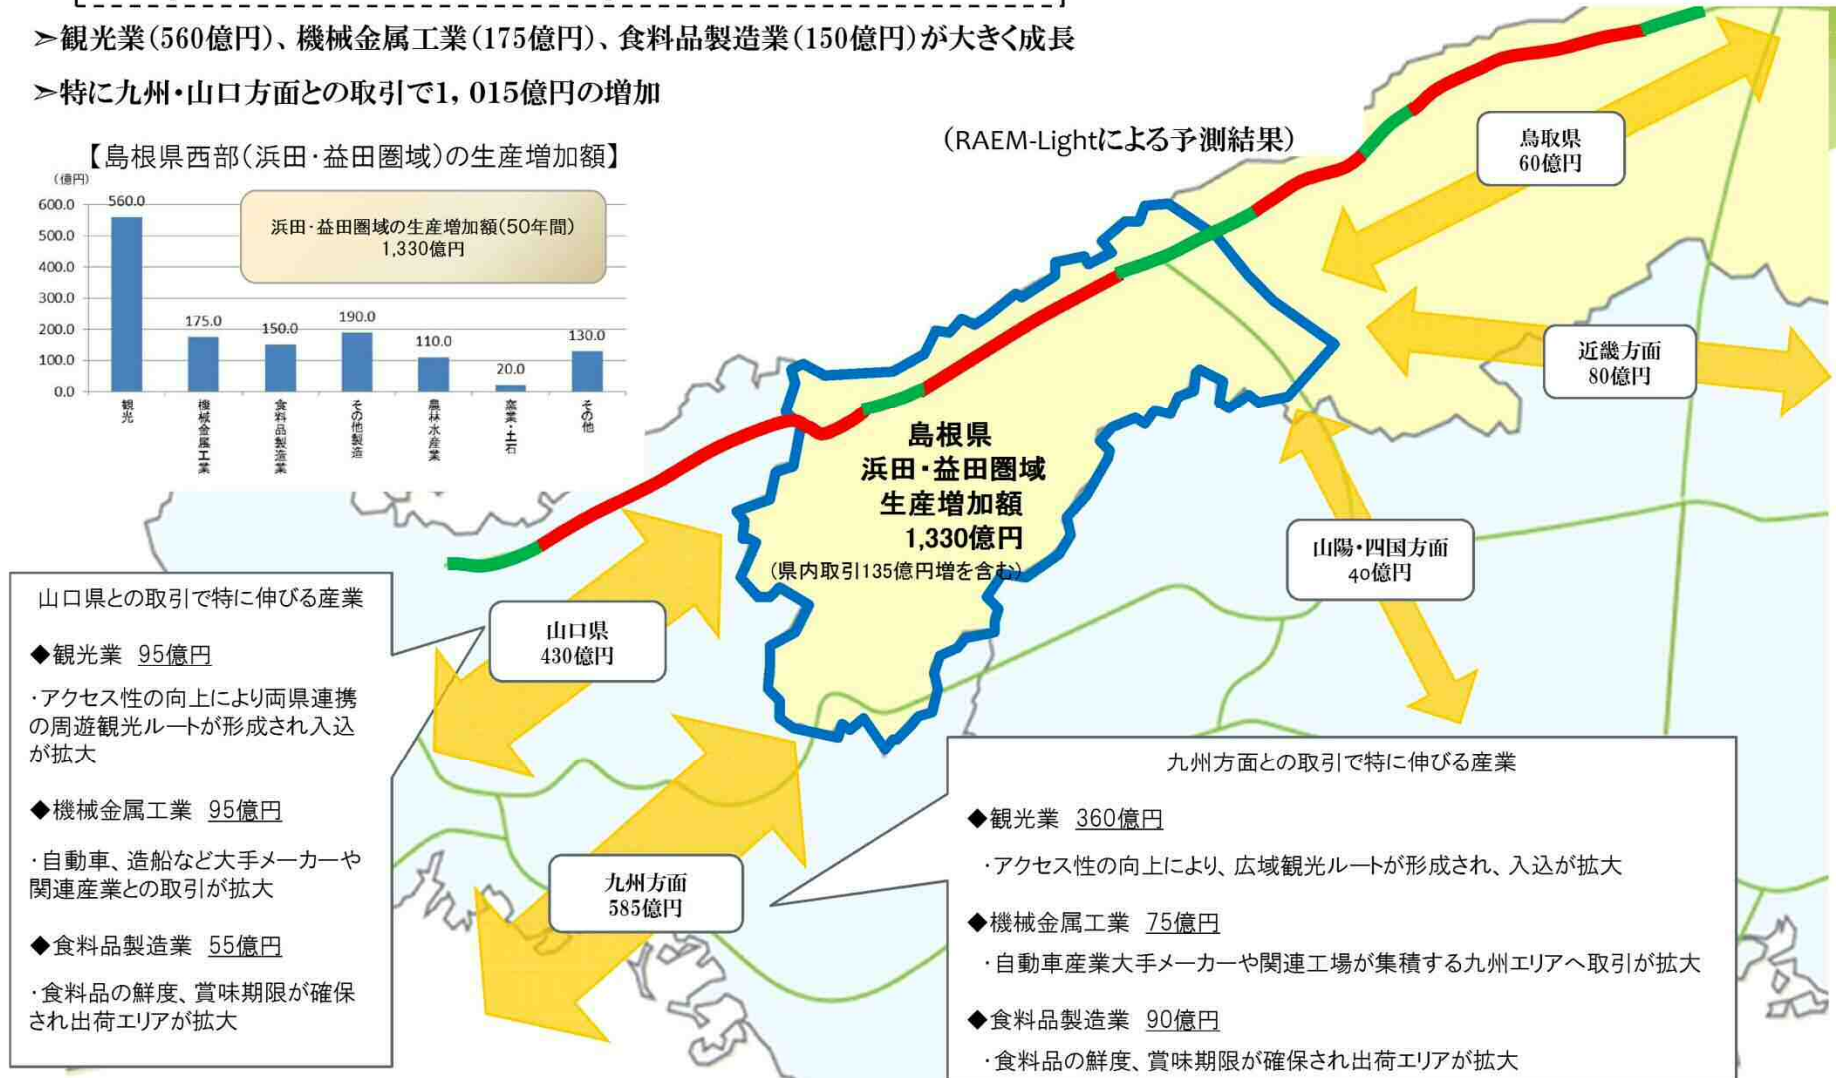 ➢観光業(560億円)、機械金属工業(175億円)、食料品製造業(150億円)が大きく成長
➢特に九州・山口方面との取引で1，015億円の増加
【島根県西部(浜田・益田圏域)の生産増加額】
(億円)
600.0
500.0
400.0
300.0
200.0
100.0
0.0
560.0
175.0
150.0
190.0
110.0
20.0
130.0
観光
機械金属工業
食料品製造業
その他製造
農林水産業
窯業・土石
その他
浜田・益田圏域の生産増加額(50年間)
1,330億円
(RAEM-Lightによる予測結果)
鳥取県
60億円
近畿方面
80億円
島根県
浜田・益田圏域
生産増加額
1,330億円
(県内取引135億円増を含む)
山陽・四国方面
40億円
山口県
430億円
九州方面
585億円
山口県との取引で特に伸びる産業
◆観光業 95億円
・アクセス性の向上により両県連携
の周遊観光ルートが形成され入込
が拡大
◆機械金属工業 95億円
・自動車、造船など大手メーカーや
関連産業との取引が拡大
◆食料品製造業 55億円
・食料品の鮮度、賞味期限が確保
され出荷エリアが拡大
九州方面との取引で特に伸びる産業
◆観光業 360億円
・アクセス性の向上により、広域観光ルートが形成され、入込が拡大
◆機械金属工業 75億円
・自動車産業大手メーカーや関連工場が集積する九州エリアへ取引が拡大
◆食料品製造業 90億円
・食料品の鮮度、賞味期限が確保され出荷エリアが拡大